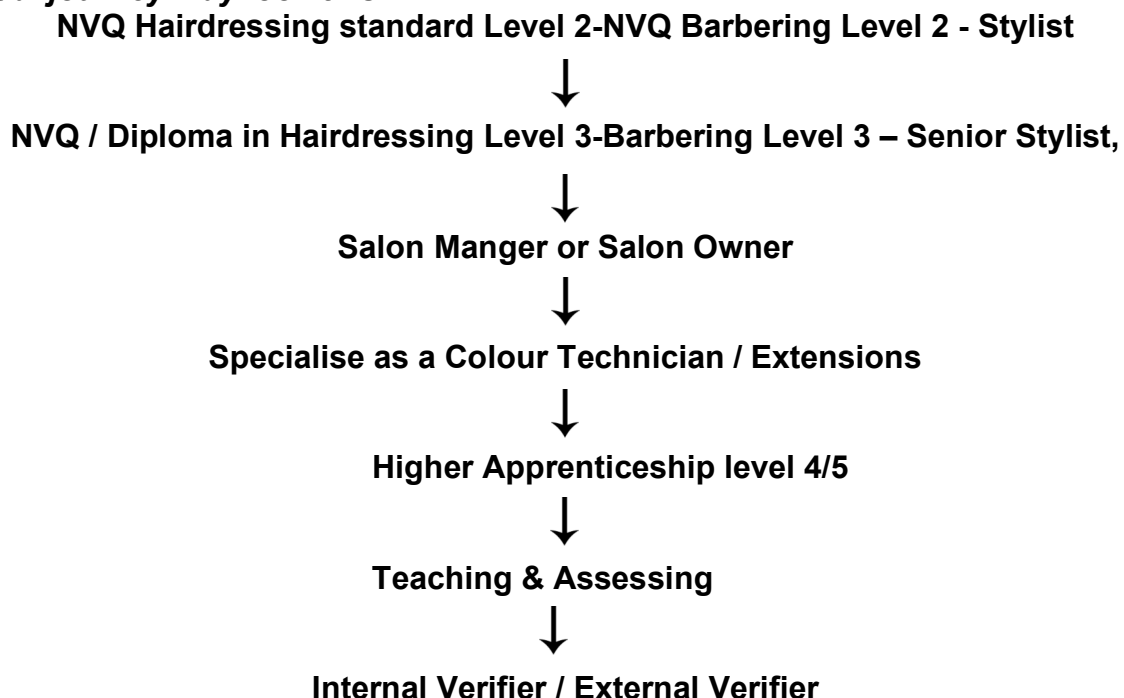 NVQ Hairdressing standard Level 2-NVQ Barbering Level 2 - Stylist
NVQ / Diploma in Hairdressing Level 3-Barbering Level 3 – Senior Stylist,
Salon Manger or Salon Owner
Specialise as a Colour Technician / Extensions
Higher Apprenticeship level 4/5
Teaching & Assessing
Internal Verifier / External Verifier